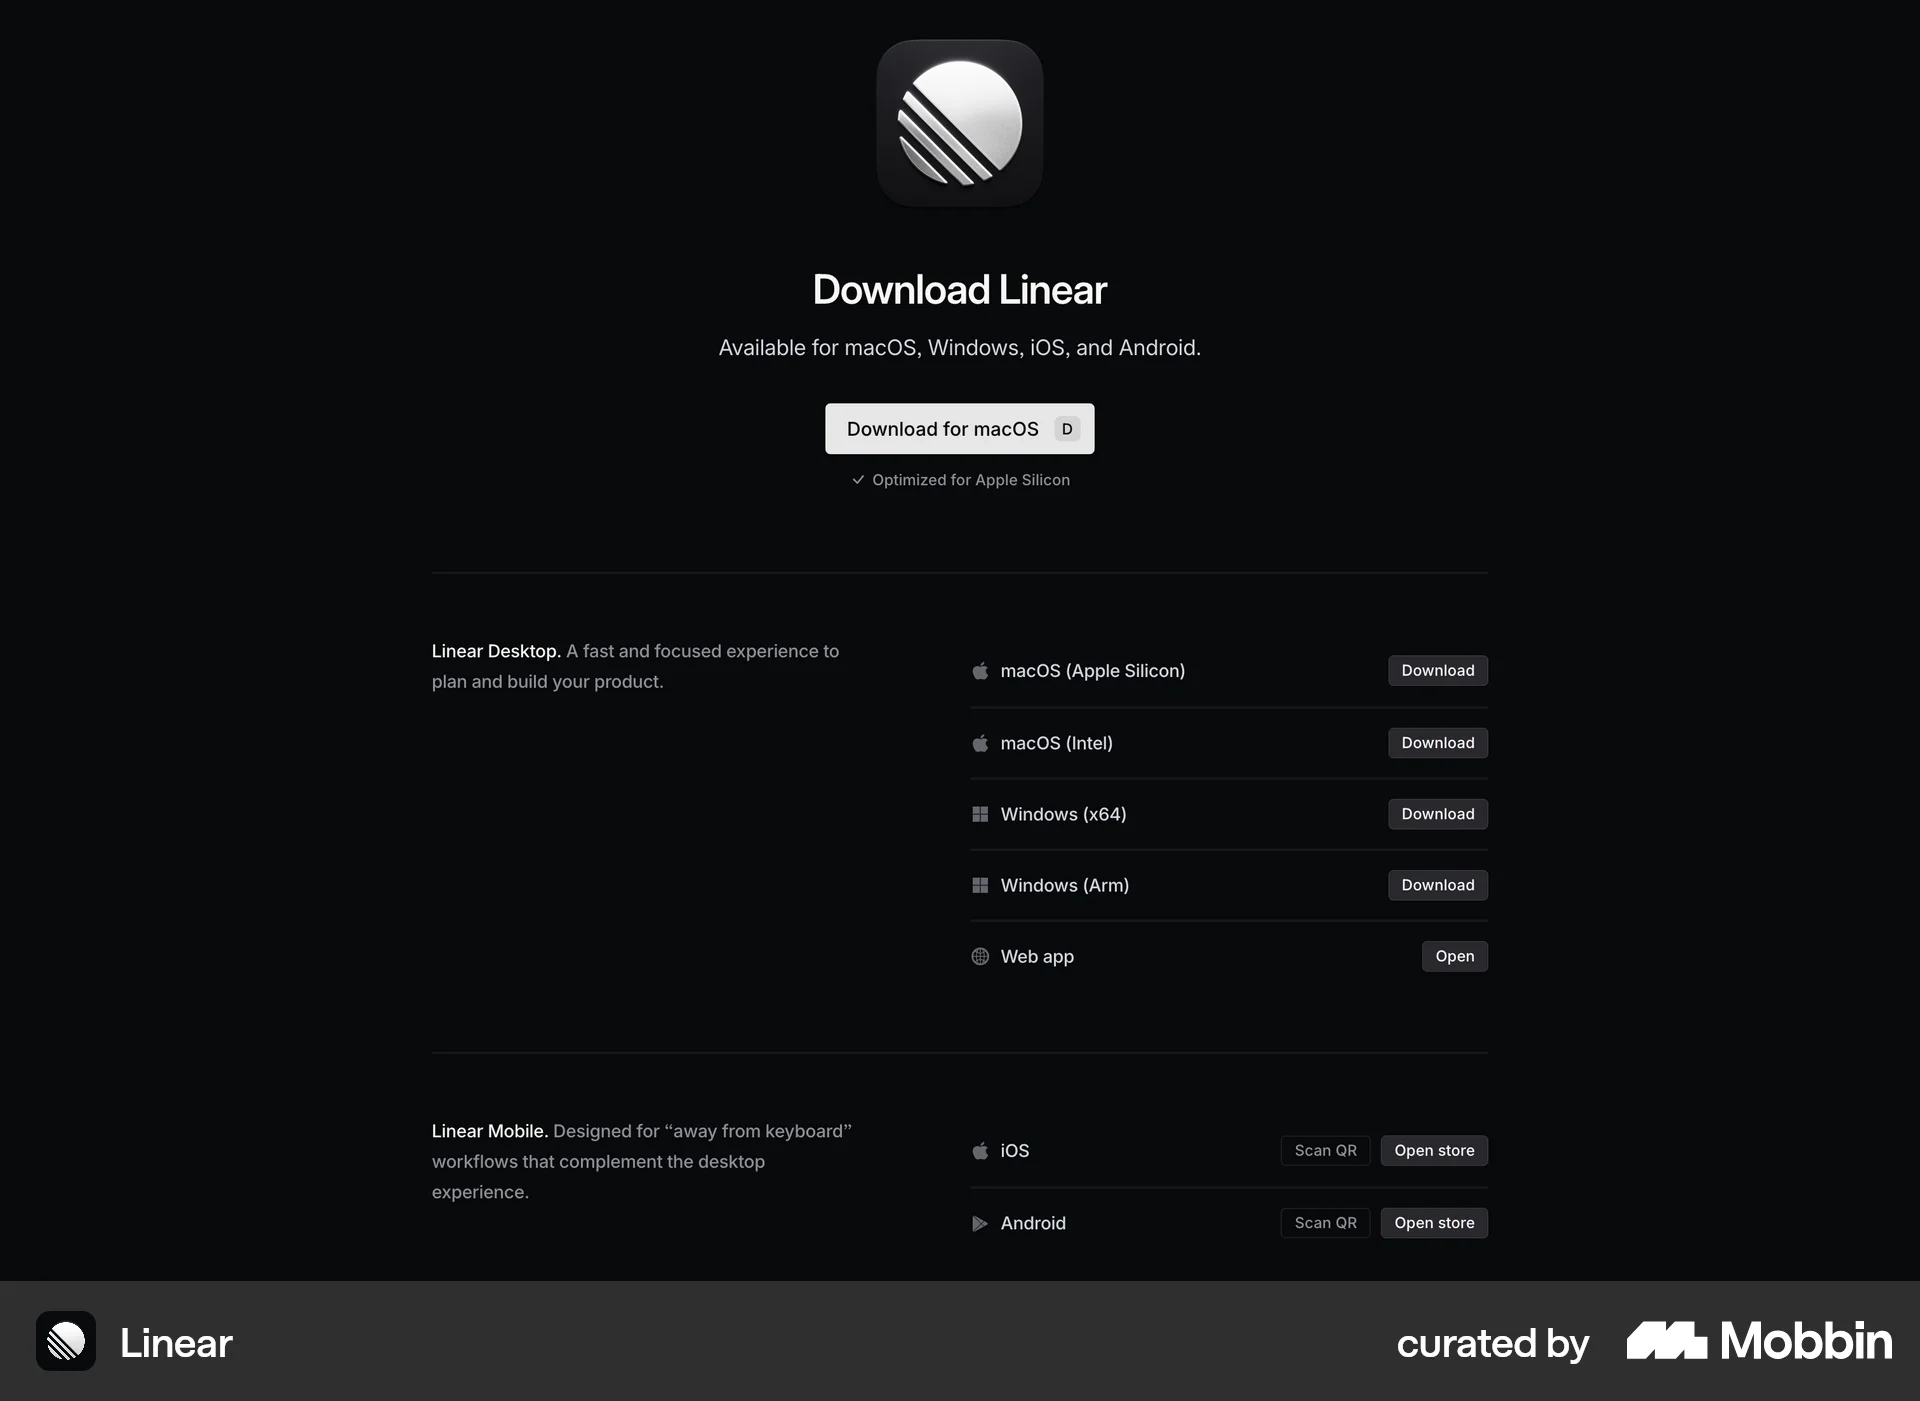 Download Linear
Available for macOS, Windows, iOS, and Android.
Download for macOS D
Optimized for Apple Silicon
Linear Desktop. A fast and focused experience to
plan and build your product.
macOS (Apple Silicon) Download
macOS (Intel) Download
Windows (x64) Download
Windows (Arm) Download
Web app Open
Linear Mobile. Designed for “away from keyboard”
workflows that complement the desktop
experience.
iOS Scan QR Open store
Android Scan QR Open store
Linear curated by Mobbin